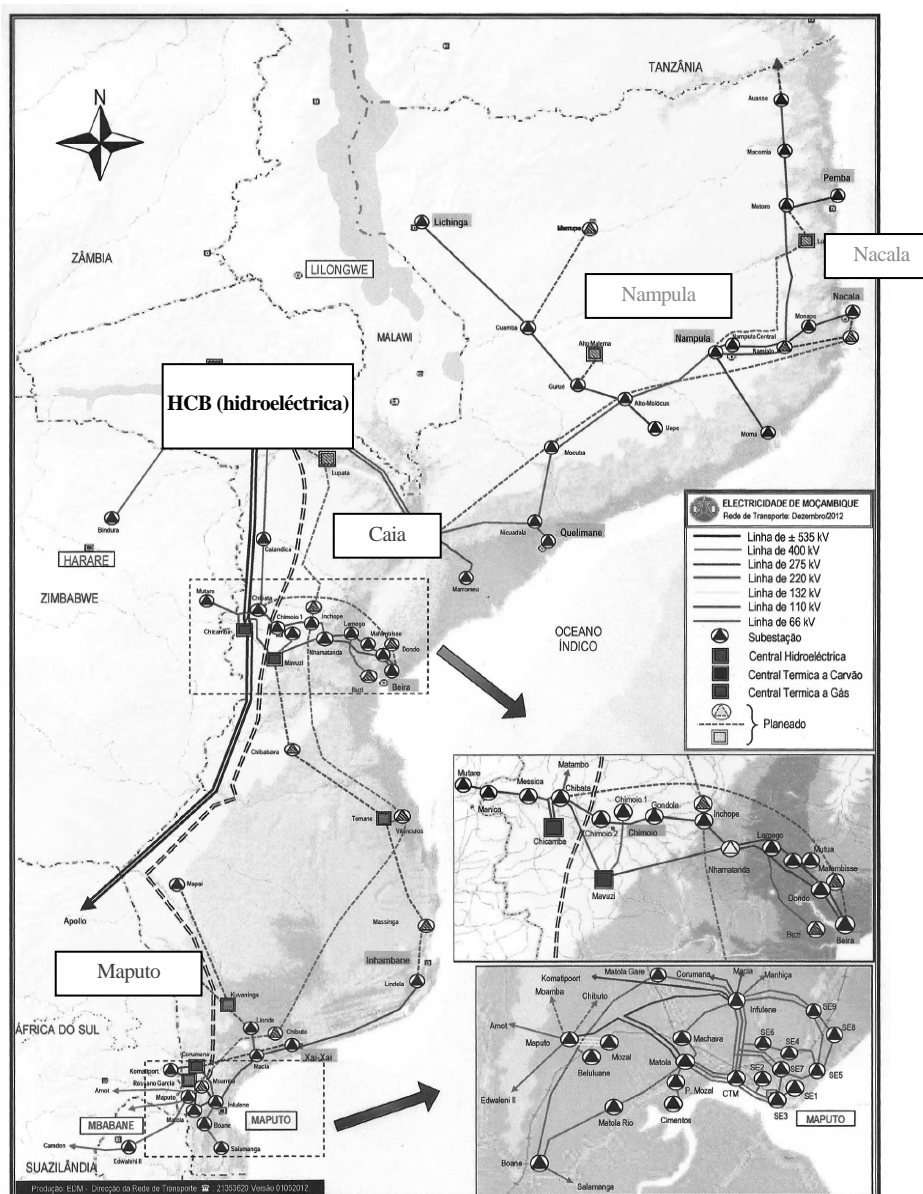 TANZÂNIA
N
Auasse
Macomia
Pemba
Metoro
Lichinga
Marrupa
ZÂMBIA
Nacala
LILONGWE
Nampula
Nacala
Monapo
Cuamba
MALAWI
Nampula
Nampula Central
Namialo
Alto Malema
Gurue
HCB (hidroeléctrica)
Alto-Molócue
Uape
Moma
Mocuba
Lupata
Caia
Nicuadala
Quelimane
Bindura
HARARE
Catandica
Marromeu
ZIMBABWE
ELECTRICIDADE DE MOÇAMBIQUE
Rede de Transporte: Dezembro/2012
Linha de ± 535 kV
Linha de 400 kV
Linha de 275 kV
Linha de 220 kV
Linha de 132 kV
Linha de 110 kV
Linha de 66 kV
Subestação
Central Hidroeléctrica
Central Termica a Carvão
Central Termica a Gás
Planeado
Mutare
Chibata
Chimoio 1
Inchope
Lamego
Mafambisse
Chicamba
Nhamatanda
Dondo
Mavuzi
Buzi
Beira
OCEANO
ÍNDICO
Chibabava
Temane
Vilanculos
Matambo
Mutare
Messica
Chibata
Chimoio 1
Gondola
Inchope
Manica
Chimoio 2
Chimoio
Lamego
Chicamba
Mutua
Mafambisse
Nhamatanda
Mavuzi
Dondo
Buzi
Beira
Mapai
Apollo
Massinga
Maputo
Inhambane
Lindela
Kuvaninga
Lionde
Chibuto
ÁFRICA DO SUL
Xai-Xai
Macia
Corumana
Komatiport
Ressano Garcia
Moamba
Arnot
Maputo
Infulene
MBABANE
Matola
MAPUTO
Boane
Camden
Edwaleni II
Salamanga
SUAZILÂNDIA
Komatipoort
Matola Gare
Corumana
Macia
Manhiça
Moamba
Chibuto
Infulene
SE9
Arnot
Maputo
Machava
SE6
SE4
SE8
Mozal
Beluluane
Matola
SE2
SE7
SE5
Edwaleni II
P. Mozal
CTM
SE1
SE3
Matola Rio
Cimentos
MAPUTO
Boane
Salamanga
Produção: EDM - Direcção da Rede de Transporte ☎ : 21353620 Versão 01052012